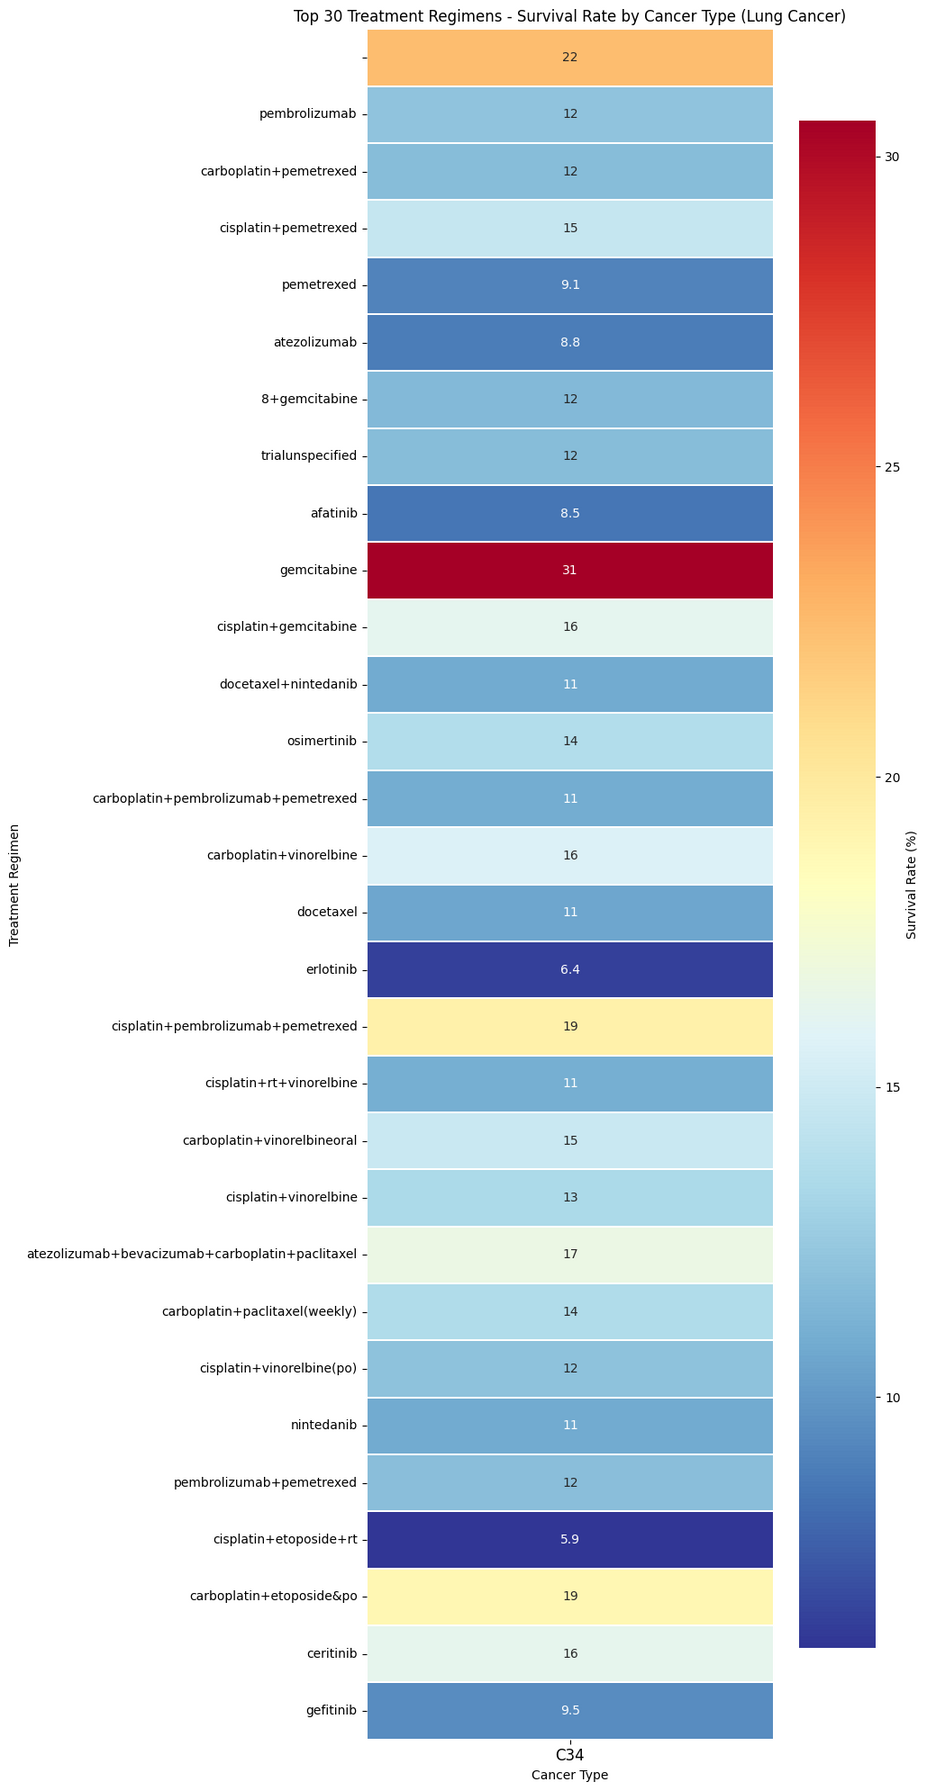 Top 30 Treatment Regimens - Survival Rate by Cancer Type (Lung Cancer)
22
pembrolizumab 12
carboplatin+pemetrexed 12
cisplatin+pemetrexed 15
pemetrexed 9.1
atezolizumab 8.8
8+gemcitabine 12
trialunspecified 12
afatinib 8.5
gemcitabine 31
cisplatin+gemcitabine 16
docetaxel+nintedanib 11
osimertinib 14
carboplatin+pembrolizumab+pemetrexed 11
carboplatin+vinorelbine 16
docetaxel 11
erlotinib 6.4
cisplatin+pembrolizumab+pemetrexed 19
cisplatin+rt+vinorelbine 11
carboplatin+vinorelbineoral 15
cisplatin+vinorelbine 13
atezolizumab+bevacizumab+carboplatin+paclitaxel 17
carboplatin+paclitaxel(weekly) 14
cisplatin+vinorelbine(po) 12
nintedanib 11
pembrolizumab+pemetrexed 12
cisplatin+etoposide+rt 5.9
carboplatin+etoposide&po 19
ceritinib 16
gefitinib 9.5
Treatment Regimen
C34
Cancer Type
30
25
20
15
10
Survival Rate (%)